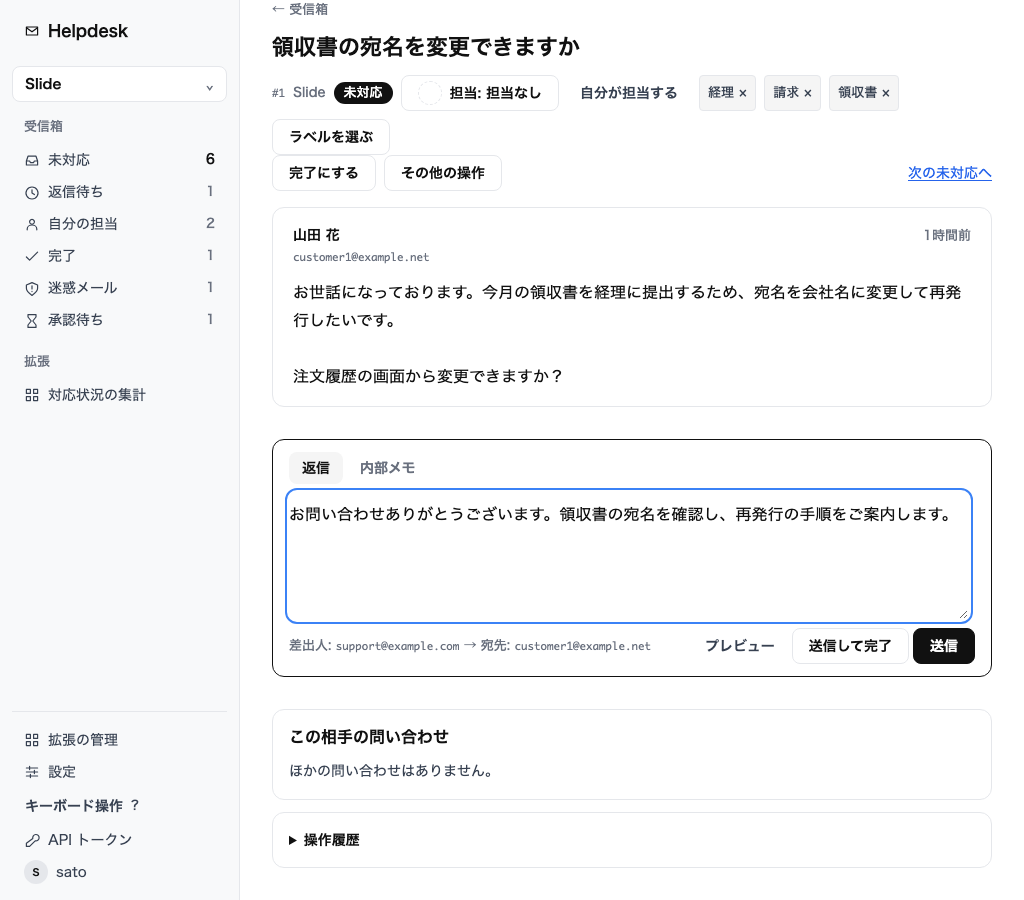 Helpdesk
Slide
受信箱
未対応 6
返信待ち 1
自分の担当 2
完了 1
迷惑メール 1
承認待ち 1
拡張
対応状況の集計
拡張の管理
設定
キーボード操作 ?
API トークン
S sato
← 受信箱
領収書の宛名を変更できますか
#1 Slide 未対応 担当: 担当なし 自分が担当する 経理 × 請求 × 領収書 ×
ラベルを選ぶ
完了にする その他の操作 次の未対応へ
山田 花 1時間前
customer1@example.net
お世話になっております。今月の領収書を経理に提出するため、宛名を会社名に変更して再発
行したいです。
注文履歴の画面から変更できますか？
返信 内部メモ
お問い合わせありがとうございます。領収書の宛名を確認し、再発行の手順をご案内します。
差出人: support@example.com → 宛先: customer1@example.net プレビュー 送信して完了 送信
この相手の問い合わせ
ほかの問い合わせはありません。
▶ 操作履歴